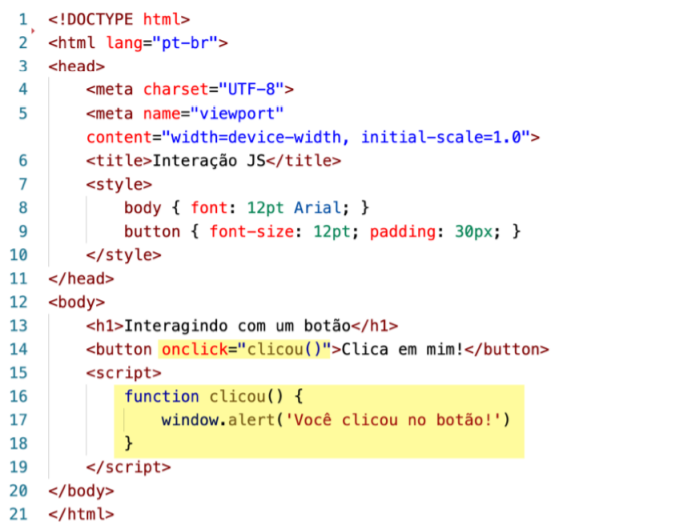 1 <!DOCTYPE html>
2 <html lang="pt-br">
3 <head>
4 <meta charset="UTF-8">
5 <meta name="viewport"
content="width=device-width, initial-scale=1.0">
6 <title>Interação JS</title>
7 <style>
8 body { font: 12pt Arial; }
9 button { font-size: 12pt; padding: 30px; }
10 </style>
11 </head>
12 <body>
13 <h1>Interagindo com um botão</h1>
14 <button onclick="clicou()">Clica em mim!</button>
15 <script>
16 function clicou() {
17 window.alert('Você clicou no botão!')
18 }
19 </script>
20 </body>
21 </html>